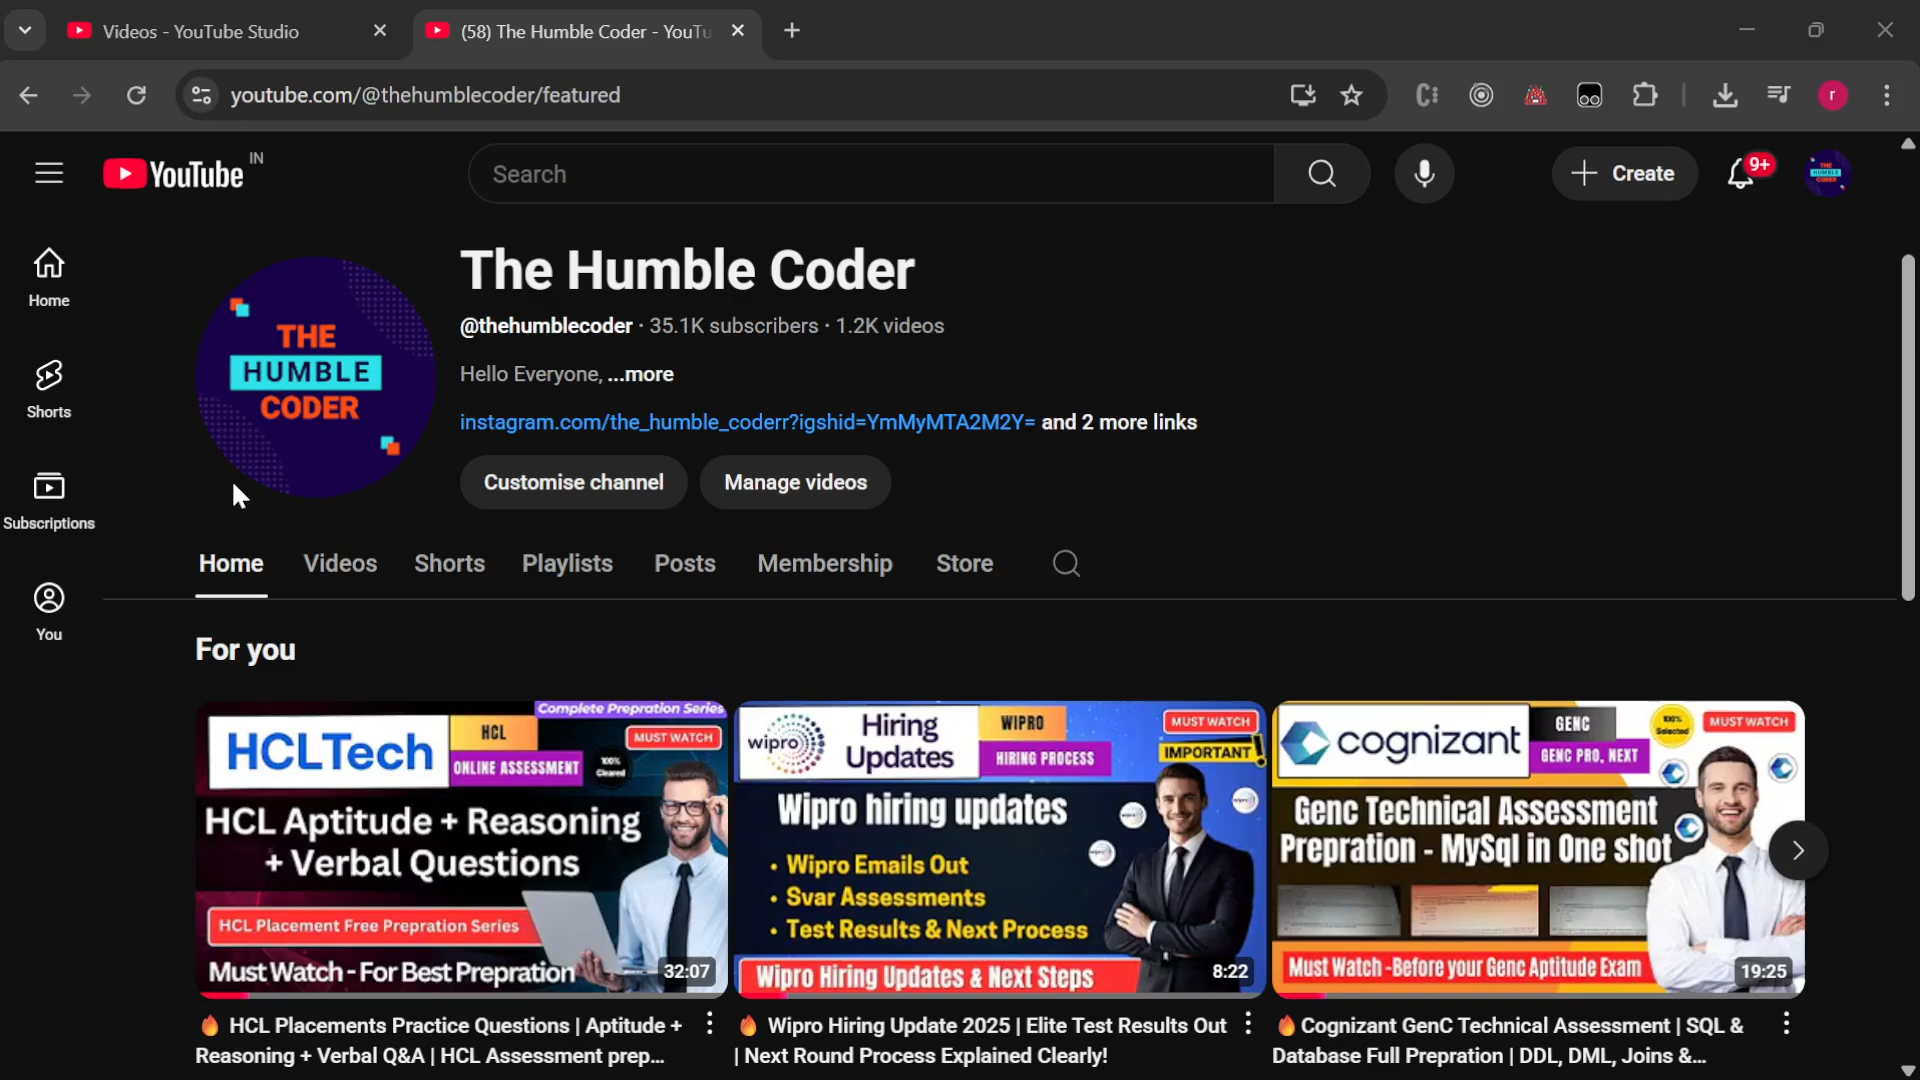 Videos - YouTube Studio
(58) The Humble Coder - YouTu
youtube.com/@thehumblecoder/featured
r
YouTube IN
Search
Create
9+
THE
HUMBLE
CODER
Home
Shorts
Subscriptions
You
THE
HUMBLE
CODER
The Humble Coder
@thehumblecoder · 35.1K subscribers · 1.2K videos
Hello Everyone, ...more
instagram.com/the_humble_coderr?igshid=YmMyMTA2M2Y= and 2 more links
Customise channel
Manage videos
Home
Videos
Shorts
Playlists
Posts
Membership
Store
For you
Complete Prepration Series
HCLTech
HCL
ONLINE ASSESSMENT
MUST WATCH
100%
Cleared
HCL Aptitude + Reasoning
+ Verbal Questions
HCL Placement Free Prepration Series
Must Watch - For Best Prepration
32:07
🔥 HCL Placements Practice Questions | Aptitude +
Reasoning + Verbal Q&A | HCL Assessment prep...
wipro
Hiring
Updates
WIPRO
HIRING PROCESS
MUST WATCH
IMPORTANT!
Wipro hiring updates
• Wipro Emails Out
• Svar Assessments
• Test Results & Next Process
Wipro Hiring Updates & Next Steps
8:22
🔥 Wipro Hiring Update 2025 | Elite Test Results Out
| Next Round Process Explained Clearly!
cognizant
GENC
GENC PRO, NEXT
100%
Selected
MUST WATCH
Genc Technical Assessment
Prepration - MySql in One shot
Must Watch -Before your Genc Aptitude Exam
19:25
🔥 Cognizant GenC Technical Assessment | SQL &
Database Full Prepration | DDL, DML, Joins &...